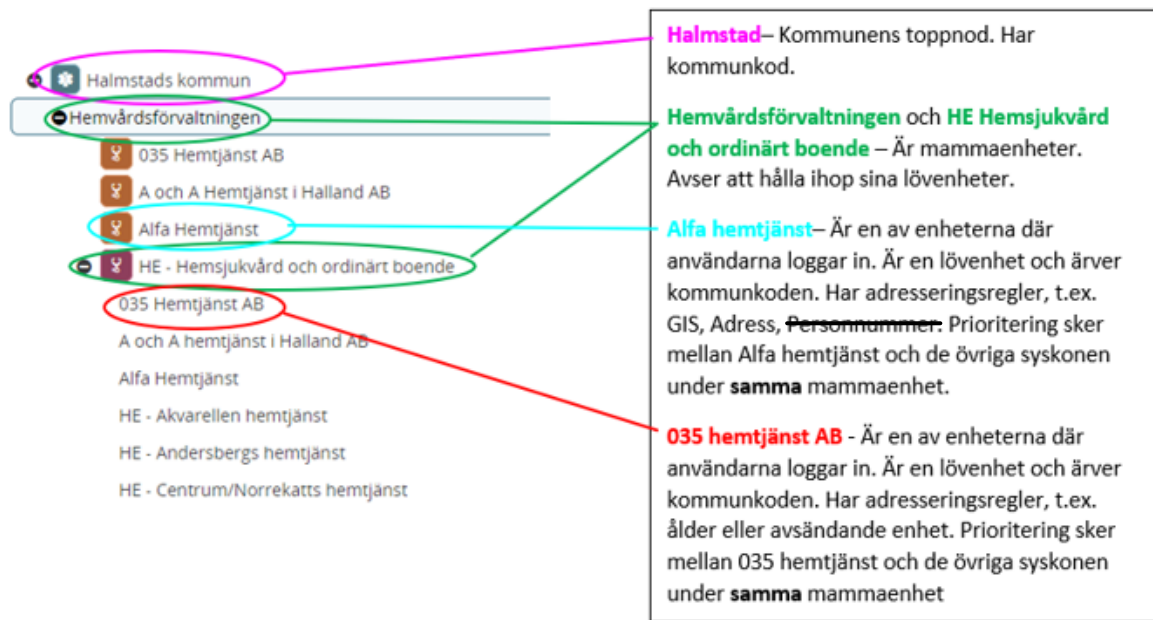 Halmstads kommun
Hemvårdsförvaltningen
035 Hemtjänst AB
A och A Hemtjänst i Halland AB
Alfa Hemtjänst
HE - Hemsjukvård och ordinärt boende
035 Hemtjänst AB
A och A hemtjänst i Halland AB
Alfa Hemtjänst
HE - Akvarellen hemtjänst
HE - Andersbergs hemtjänst
HE - Centrum/Norrekatts hemtjänst
Halmstad– Kommunens toppnod. Har
kommunkod.
Hemvårdsförvaltningen och HE Hemsjukvård
och ordinärt boende – Är mammaenheter.
Avser att hålla ihop sina lövenheter.
Alfa hemtjänst– Är en av enheterna där
användarna loggar in. Är en lövenhet och ärver
kommunkoden. Har adresseringsregler, t.ex.
GIS, Adress, Personnummer. Prioritering sker
mellan Alfa hemtjänst och de övriga syskonen
under samma mammaenhet.
035 hemtjänst AB - Är en av enheterna där
användarna loggar in. Är en lövenhet och ärver
kommunkoden. Har adresseringsregler, t.ex.
ålder eller avsändande enhet. Prioritering sker
mellan 035 hemtjänst och de övriga syskonen
under samma mammaenhet